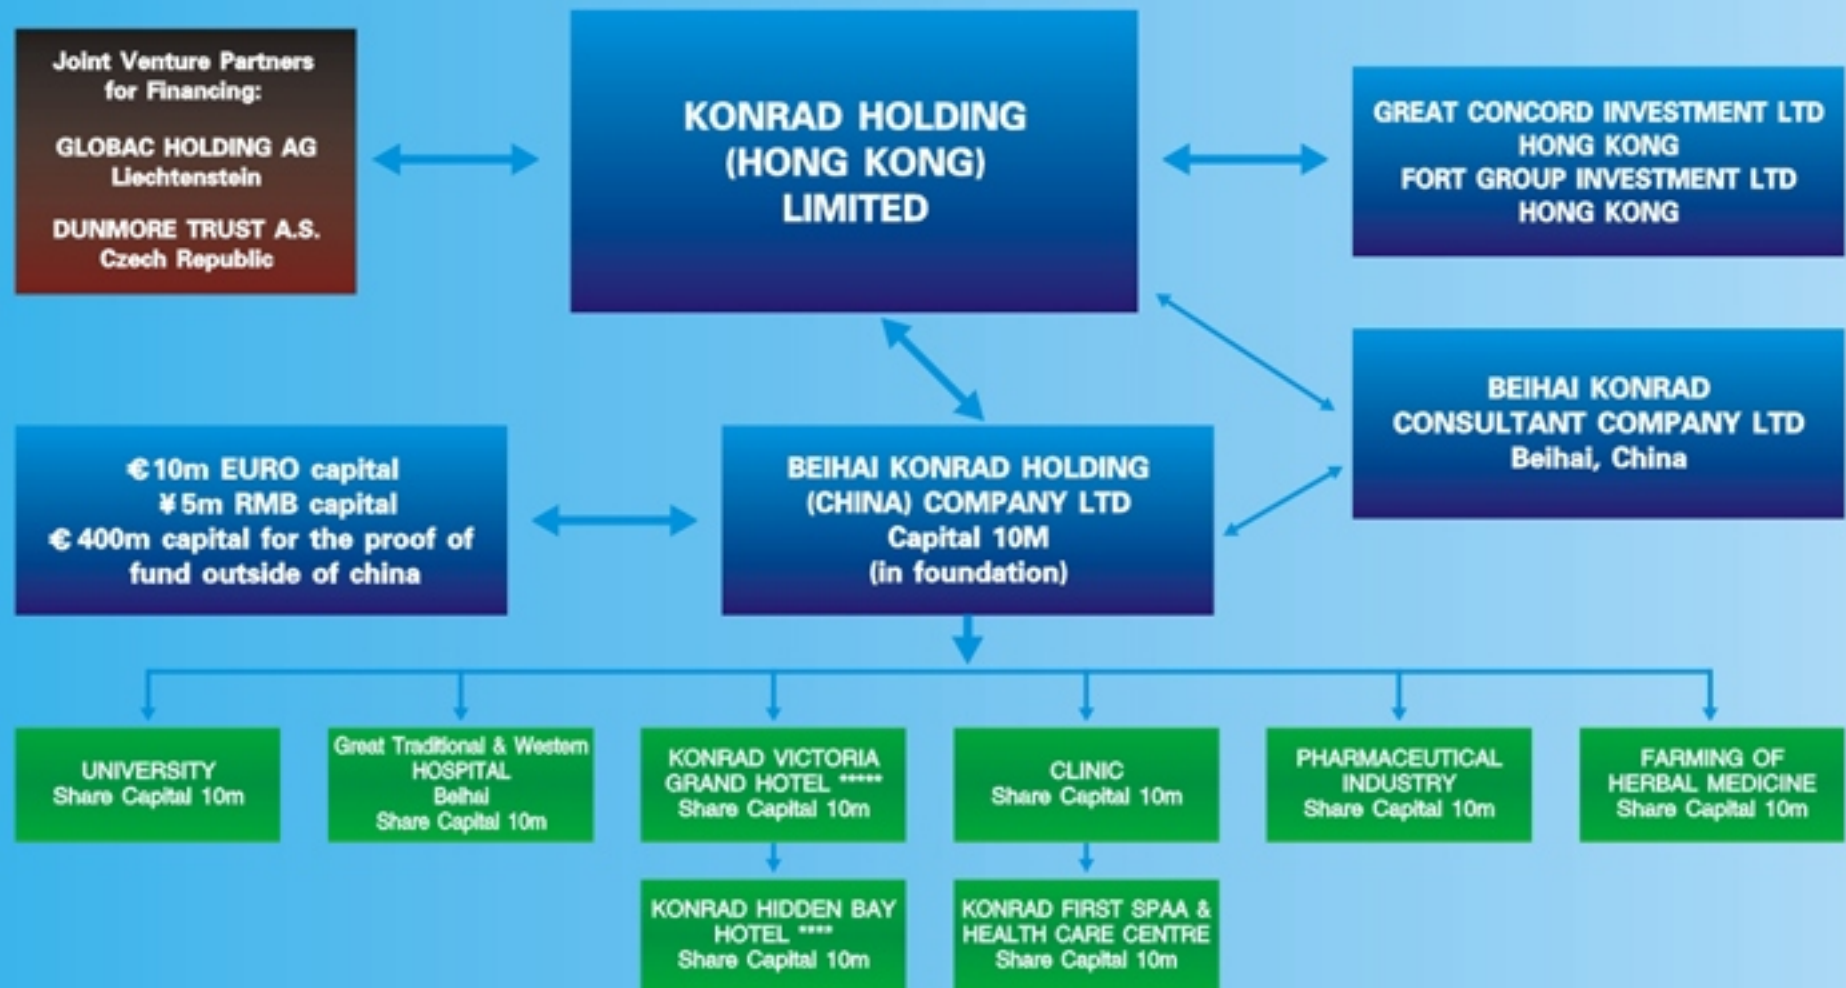 Joint Venture Partners
for Financing:
GLOBAC HOLDING AG
Liechtenstein
DUNMORE TRUST A.S.
Czech Republic
KONRAD HOLDING
(HONG KONG)
LIMITED
GREAT CONCORD INVESTMENT LTD
HONG KONG
FORT GROUP INVESTMENT LTD
HONG KONG
BEIHAI KONRAD
CONSULTANT COMPANY LTD
Beihai, China
€10m EURO capital
¥5m RMB capital
€400m capital for the proof of
fund outside of china
BEIHAI KONRAD HOLDING
(CHINA) COMPANY LTD
Capital 10M
(in foundation)
UNIVERSITY
Share Capital 10m
Great Traditional & Western
HOSPITAL
Beihai
Share Capital 10m
KONRAD VICTORIA
GRAND HOTEL *****
Share Capital 10m
CLINIC
Share Capital 10m
PHARMACEUTICAL
INDUSTRY
Share Capital 10m
FARMING OF
HERBAL MEDICINE
Share Capital 10m
KONRAD HIDDEN BAY
HOTEL ****
Share Capital 10m
KONRAD FIRST SPAA &
HEALTH CARE CENTRE
Share Capital 10m